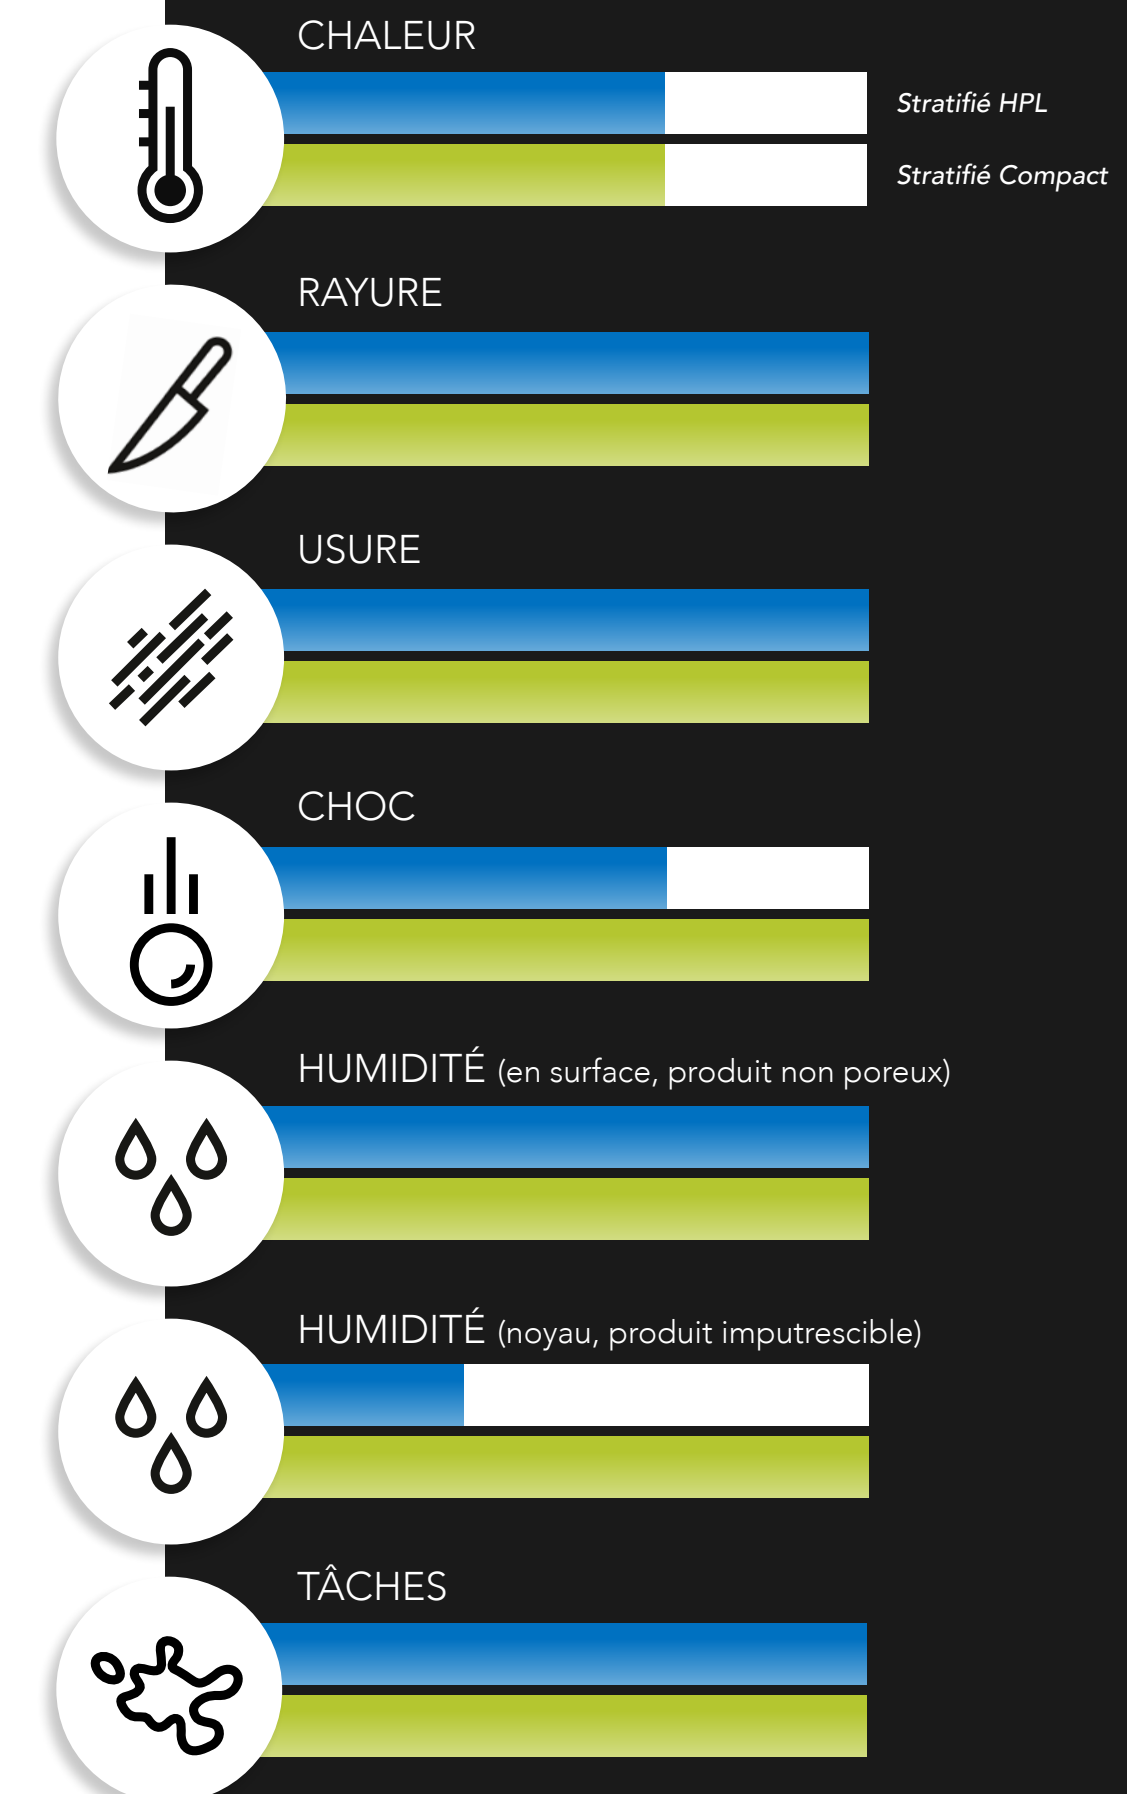 CHALEUR
Stratifié HPL
Stratifié Compact
RAYURE
USURE
CHOC
HUMIDITÉ (en surface, produit non poreux)
HUMIDITÉ (noyau, produit imputrescible)
TÂCHES